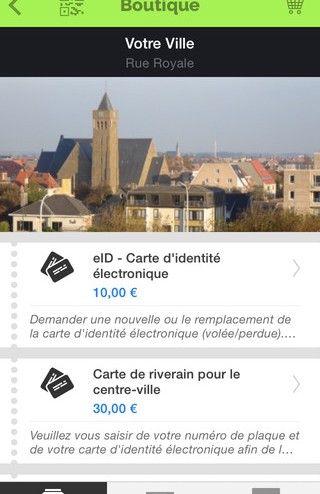 Boutique
Votre Ville
Rue Royale
eID - Carte d'identité
électronique
10,00 €
Demander une nouvelle ou le remplacement de
la carte d'identité électronique (volée/perdue)....
Carte de riverain pour le
centre-ville
30,00 €
Veuillez vous saisir de votre numéro de plaque et
de votre carte d'identité électronique afin de l...